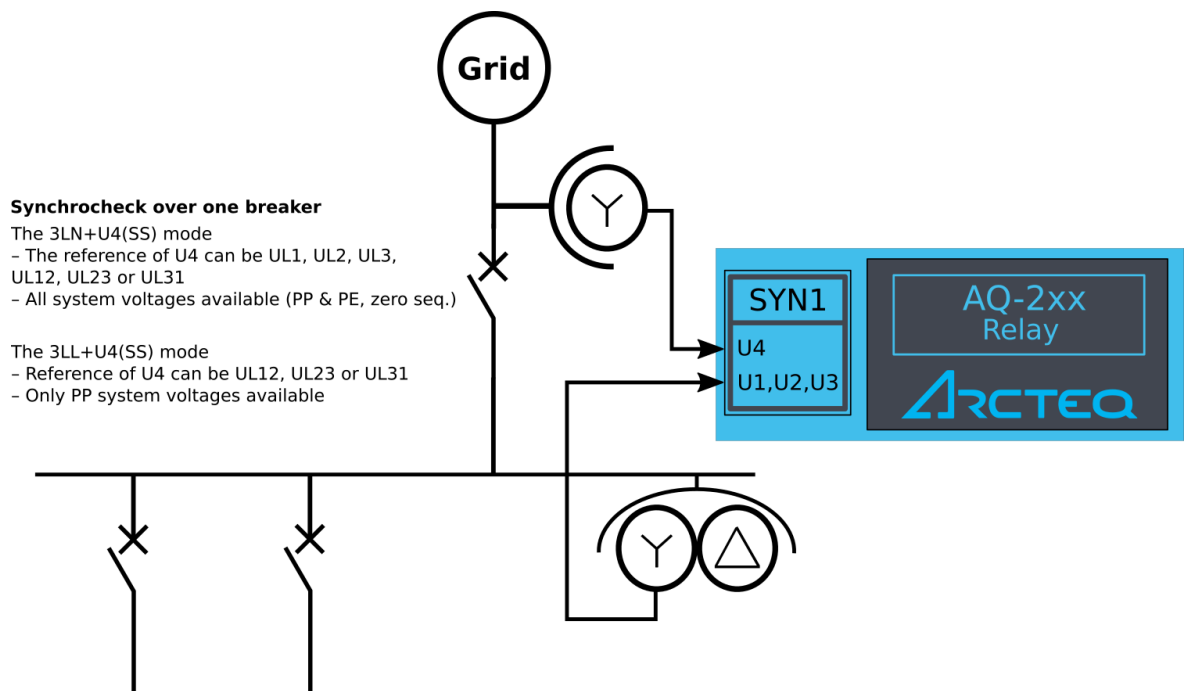 Grid
Synchrocheck over one breaker
The 3LN+U4(SS) mode
– The reference of U4 can be UL1, UL2, UL3,
UL12, UL23 or UL31
– All system voltages available (PP & PE, zero seq.)
The 3LL+U4(SS) mode
– Reference of U4 can be UL12, UL23 or UL31
– Only PP system voltages available
SYN1
U4
U1,U2,U3
AQ-2xx
Relay
ARCTEQ